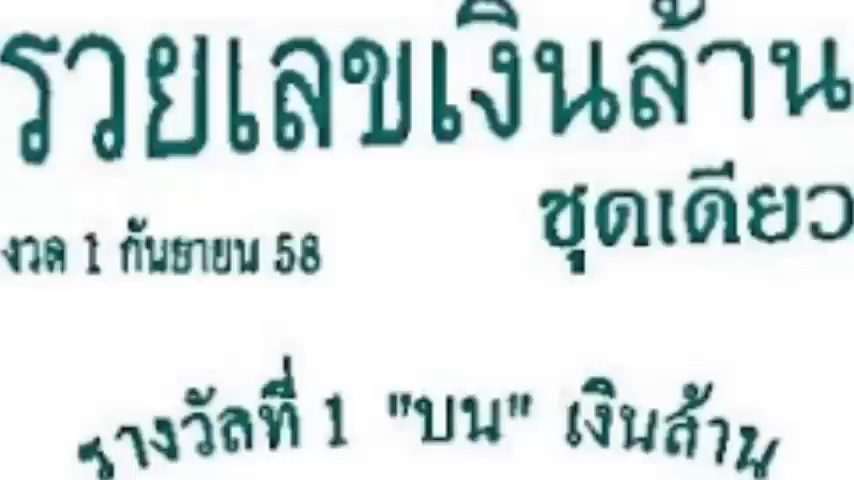 รวยเลขเงินล้าน
ชุดเดียว
งวด 1 กันยายน 58
รางวัลที่ 1 "บน" เงินล้าน